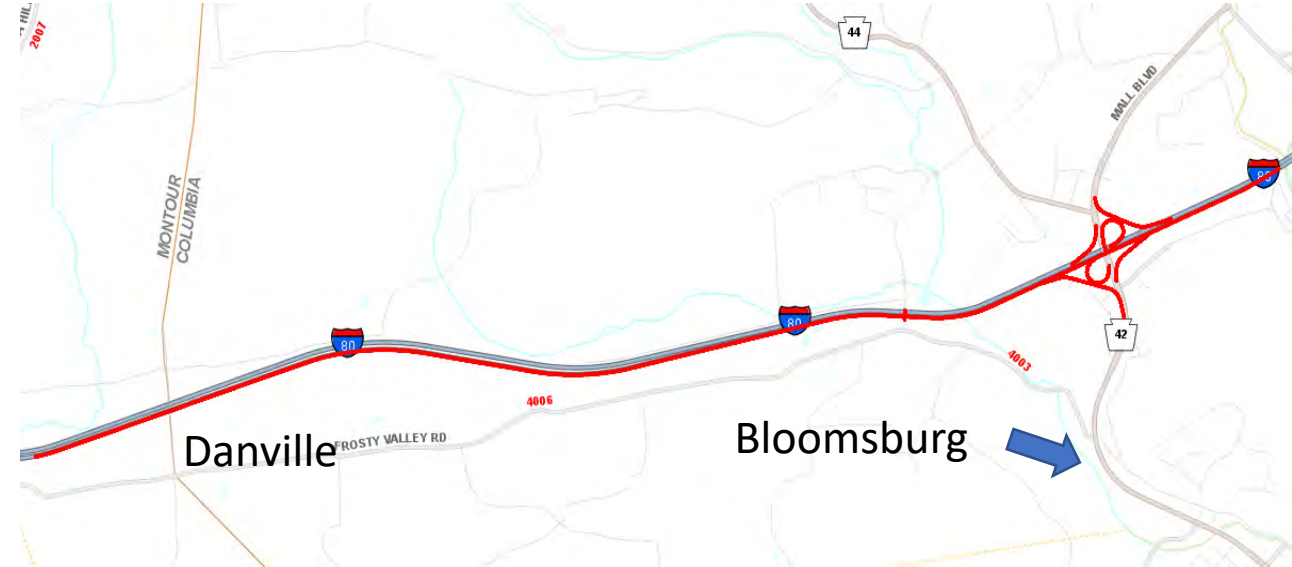 2007
44
MALL BLVD
80
MONTOUR
COLUMBIA
80
80
42
4003
4006
Danville
FROSTY VALLEY RD
Bloomsburg